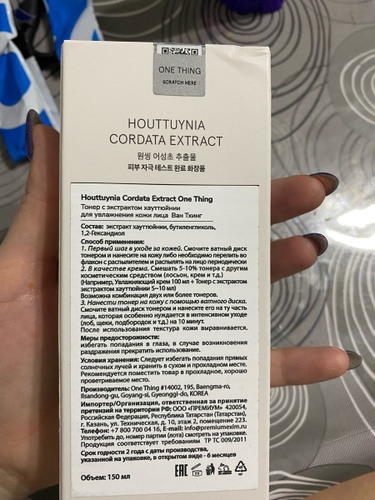 ONE THING
SCRATCH HERE
HOUTTUYNIA
CORDATA EXTRACT
원씽 어성초 추출물
피부 자극 테스트 완료 화장품
Houttuynia Cordata Extract One Thing
Тонер с экстрактом хауттюйнии
для увлажнения кожи лица Ван Тхинг
Состав: экстракт хауттюйнии, бутиленгликоль,
1,2-Гександиол
Способ применения:
1. Первый шаг в уходе за кожей. Смочите ватный диск
тонером и нанесите на кожу либо необходимо перелить во
флакон с распылителем и распылять на лицо периодически
2. В качестве крема. Смешать 5-10% тонера с другим
косметическим средством (лосьон, крем и т.д.)
(Например, Увлажняющий крем 100 мл + Тонер с экстрактом
экстрактом хауттюйнии 5~10 мл)
Возможна комбинация двух или более тонеров.
3. Нанести тонер на кожу с помощью ватного диска.
Смочите ватный диск тонером и нанесите его на ту часть
лица, которая особенно нуждается в интенсивном уходе
(лоб, щеки, подбородок и т.д.) на 10 минут.
После использования текстура кожи выравнивается.
Меры предосторожности:
избегать попадания в глаза, в случае возникновения
раздражения прекратить использование.
Условия хранения: Следует избегать попадания прямых
солнечных лучей и хранить в сухом и прохладном месте.
Рекомендуется поместить товар в прохладное, хорошо
проветриваемое место.
Производитель: One Thing #14002, 195, Baengma-ro,
Ilsandong-gu, Goyang-si, Gyeonggi-do, KOREA
Импортер/Организация, ответственная за принятие
претензий на территории РФ: ООО «ПРЕМИУМ» 420054,
Российская Федерация, Республика Татарстан (Татарстан),
г. Казань, ул. Техническая, д. 10, этаж 2, помещение 223.
Телефон: +7 800 700 04 16, E-mail: info@premiumexim.ru
Употребить до, номер партии (лота) смотреть на упаковке.
Продукция соответствует требованиям ТР ТС 009/2011
Срок годности 2 года с даты производства,
указанной на упаковке, в открытом виде - 6 месяцев
Объем: 150 мл
EAC